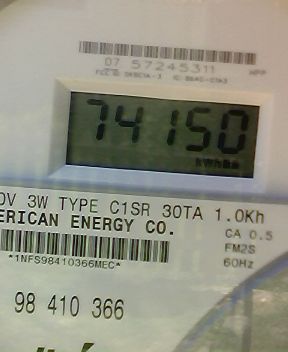 07 57245311
74150
kWh
0V 3W TYPE C1SR 30TA 1.0Kh
ERICAN ENERGY CO.
CA 0.5
FM2S
60Hz
*1NFS98410366MEC*
98 410 366